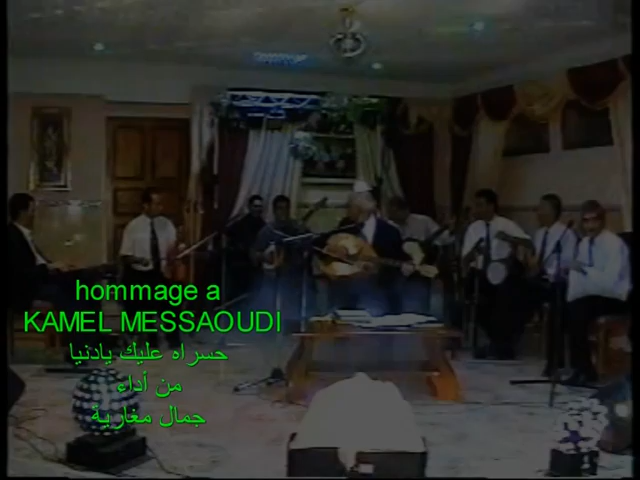 hommage a
KAMEL MESSAOUDI
حسراه عليك يادنيا
من أداء
جمال مغاربة